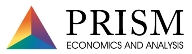 PRISM
ECONOMICS AND ANALYSIS